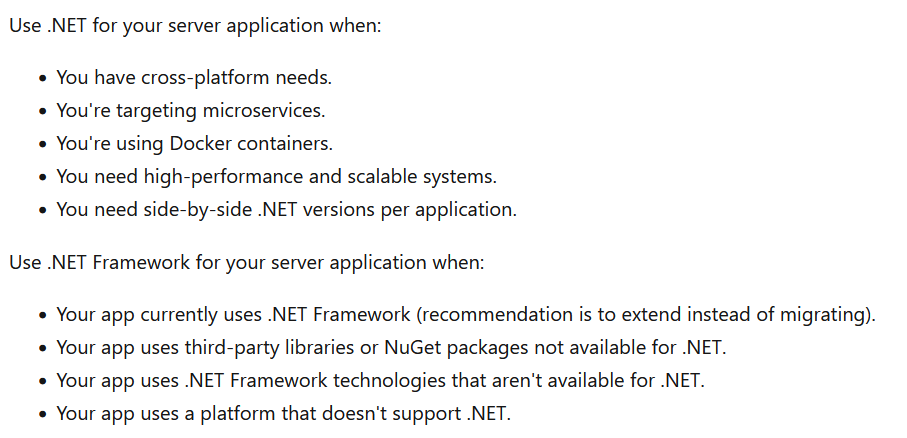 Use .NET for your server application when:
• You have cross-platform needs.
• You're targeting microservices.
• You're using Docker containers.
• You need high-performance and scalable systems.
• You need side-by-side .NET versions per application.
Use .NET Framework for your server application when:
• Your app currently uses .NET Framework (recommendation is to extend instead of migrating).
• Your app uses third-party libraries or NuGet packages not available for .NET.
• Your app uses .NET Framework technologies that aren't available for .NET.
• Your app uses a platform that doesn't support .NET.